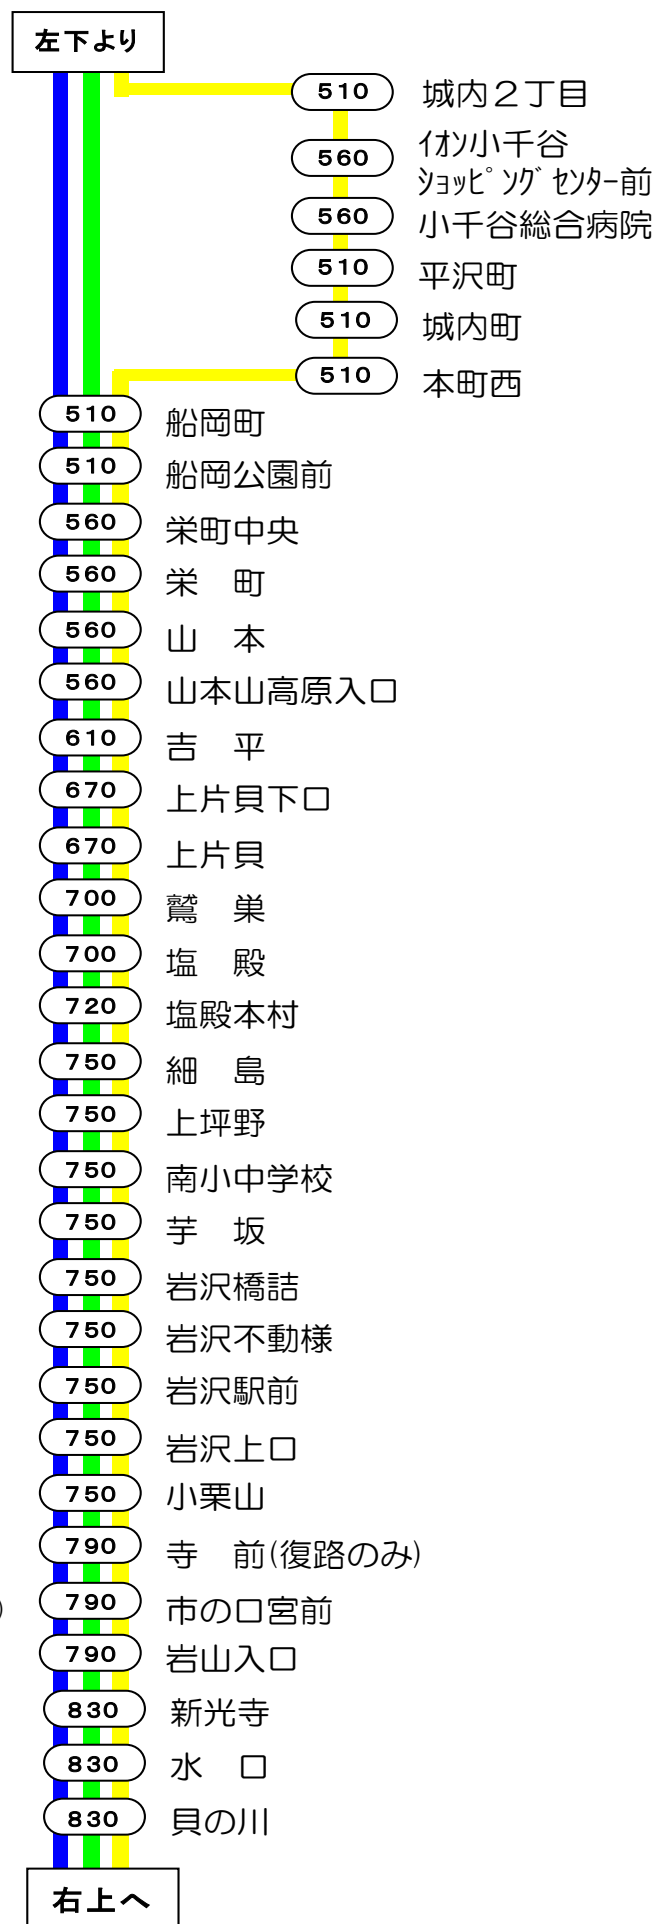 左下より
510 城内２丁目
560 ｲｵﾝ小千谷
ｼｮｯﾋﾟﾝｸﾞｾﾝﾀｰ前
560 小千谷総合病院
510 平沢町
510 城内町
510 本町西
510 船岡町
510 船岡公園前
560 栄町中央
560 栄　町
560 山　本
560 山本山高原入口
610 吉　平
670 上片貝下口
670 上片貝
700 鷲　巣
700 塩　殿
720 塩殿本村
750 細　島
750 上坪野
750 南小中学校
750 芋　坂
750 岩沢橋詰
750 岩沢不動様
750 岩沢駅前
750 岩沢上口
750 小栗山
790 寺　前(復路のみ)
) 790 市の口宮前
790 岩山入口
830 新光寺
830 水　口
830 貝の川
右上へ